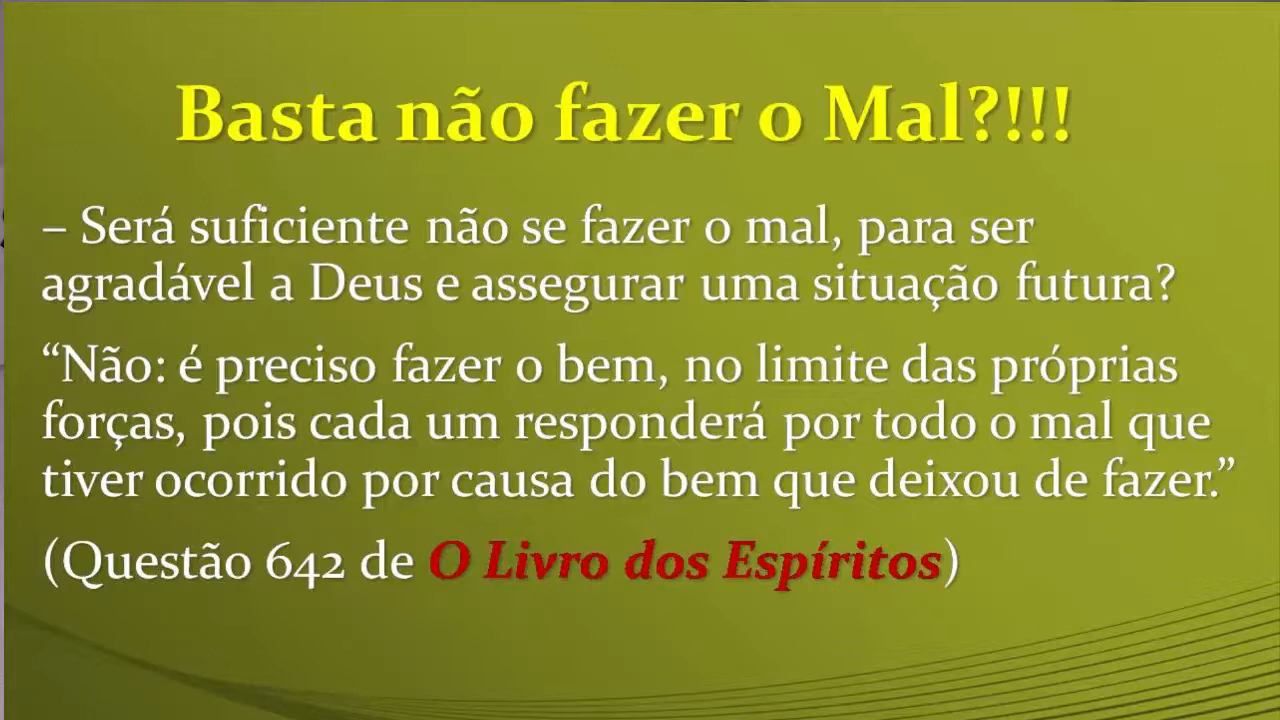 Basta não fazer o Mal?!!!
– Será suficiente não se fazer o mal, para ser
agradável a Deus e assegurar uma situação futura?
“Não: é preciso fazer o bem, no limite das próprias
forças, pois cada um responderá por todo o mal que
tiver ocorrido por causa do bem que deixou de fazer.”
(Questão 642 de O Livro dos Espíritos)